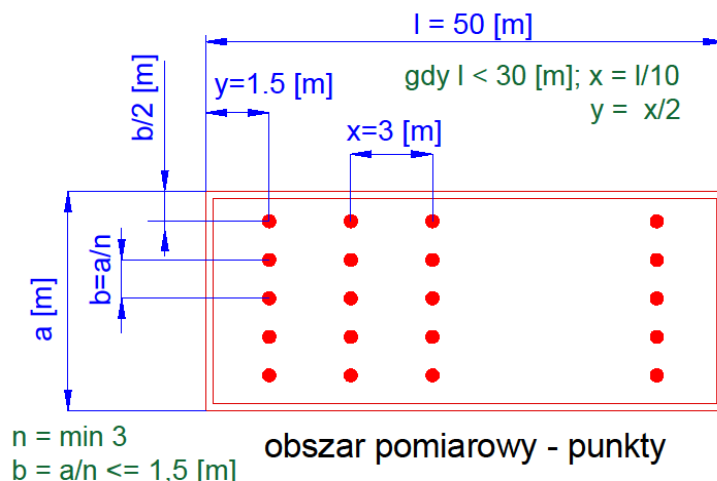 l = 50 [m]
gdy l < 30 [m]; x = l/10
y = x/2
y=1.5 [m]
b/2 [m]
x=3 [m]
b=a/n
a [m]
n = min 3
b = a/n <= 1,5 [m]
obszar pomiarowy - punkty